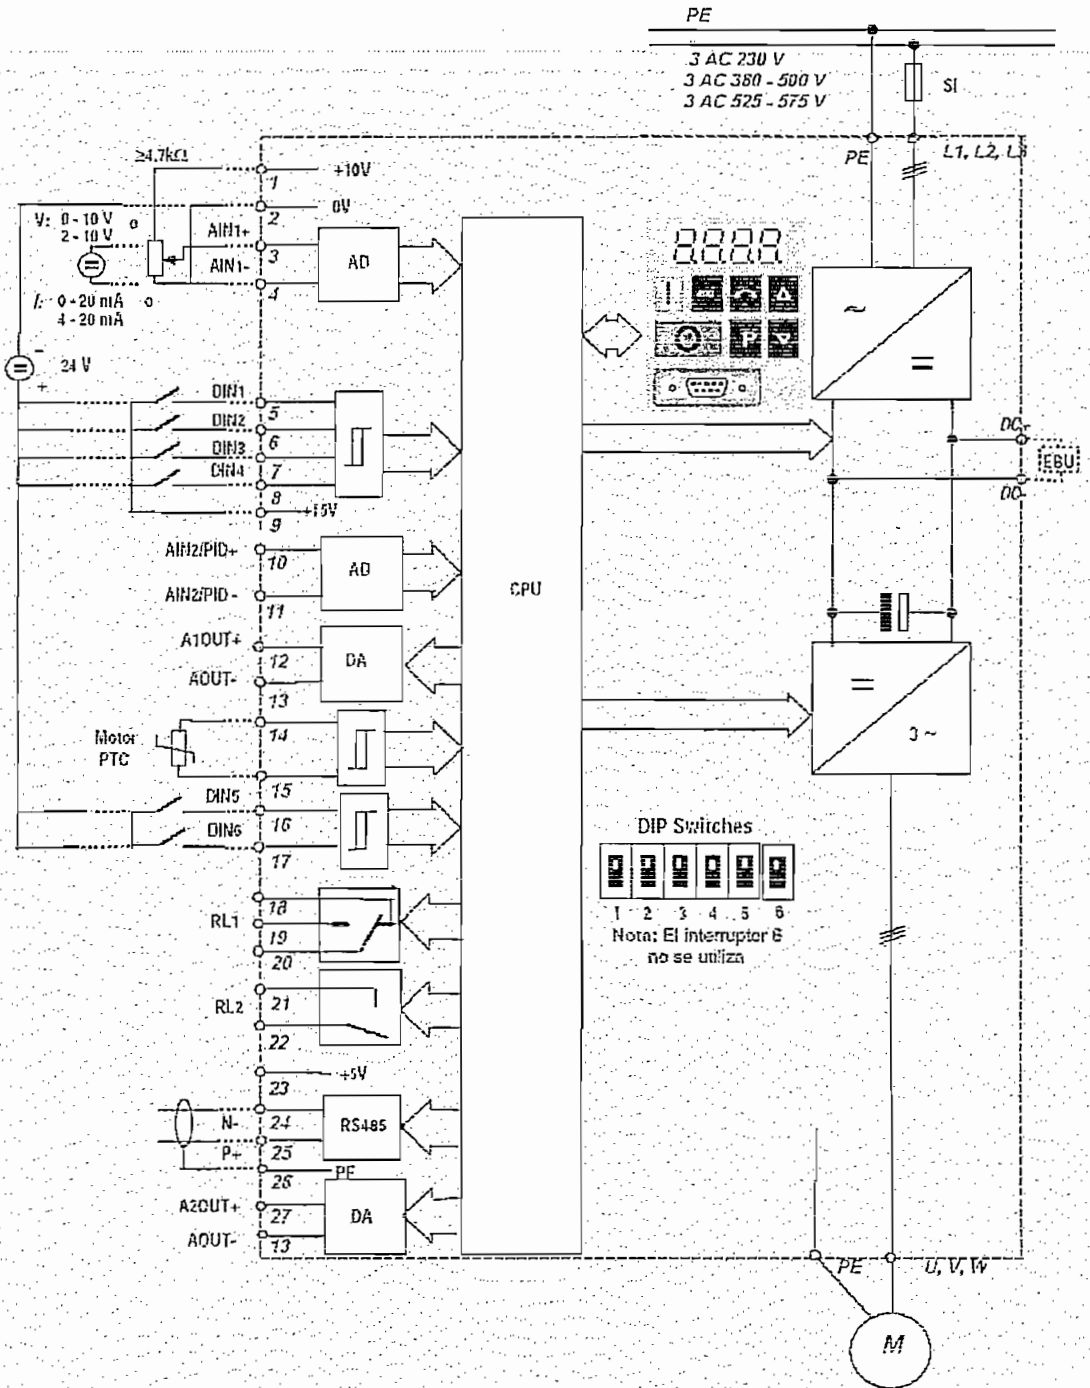 PE
3 AC 230 V
3 AC 380 - 500 V
3 AC 525 - 575 V
SI
PE
L1, L2, L3
≥4.7kΩ
1
+10V
2
0V
V: 0 - 10 V o
2 - 10 V
AIN1+
3
AD
AIN1-
4
I: 0 - 20 mA o
4 - 20 mA
-
24 V
+
8.8.8.8
P
~
=
DIN1
5
DIN2
6
DIN3
7
DIN4
8
+15V
9
DC+
EBU
DC-
AIN2/PID+
10
AD
AIN2/PID -
11
CPU
A1OUT+
12
DA
AOUT-
13
=
3 ~
14
Motor
PTC
15
DIN5
16
DIN6
17
DIP Switches
1 2 3 4 5 6
Nota: El interruptor 6
no se utiliza
18
RL1
19
20
RL2
21
22
23
+5V
N-
24
RS485
P+
25
26
PE
A2OUT+
27
DA
AOUT-
13
PE
U, V, W
M